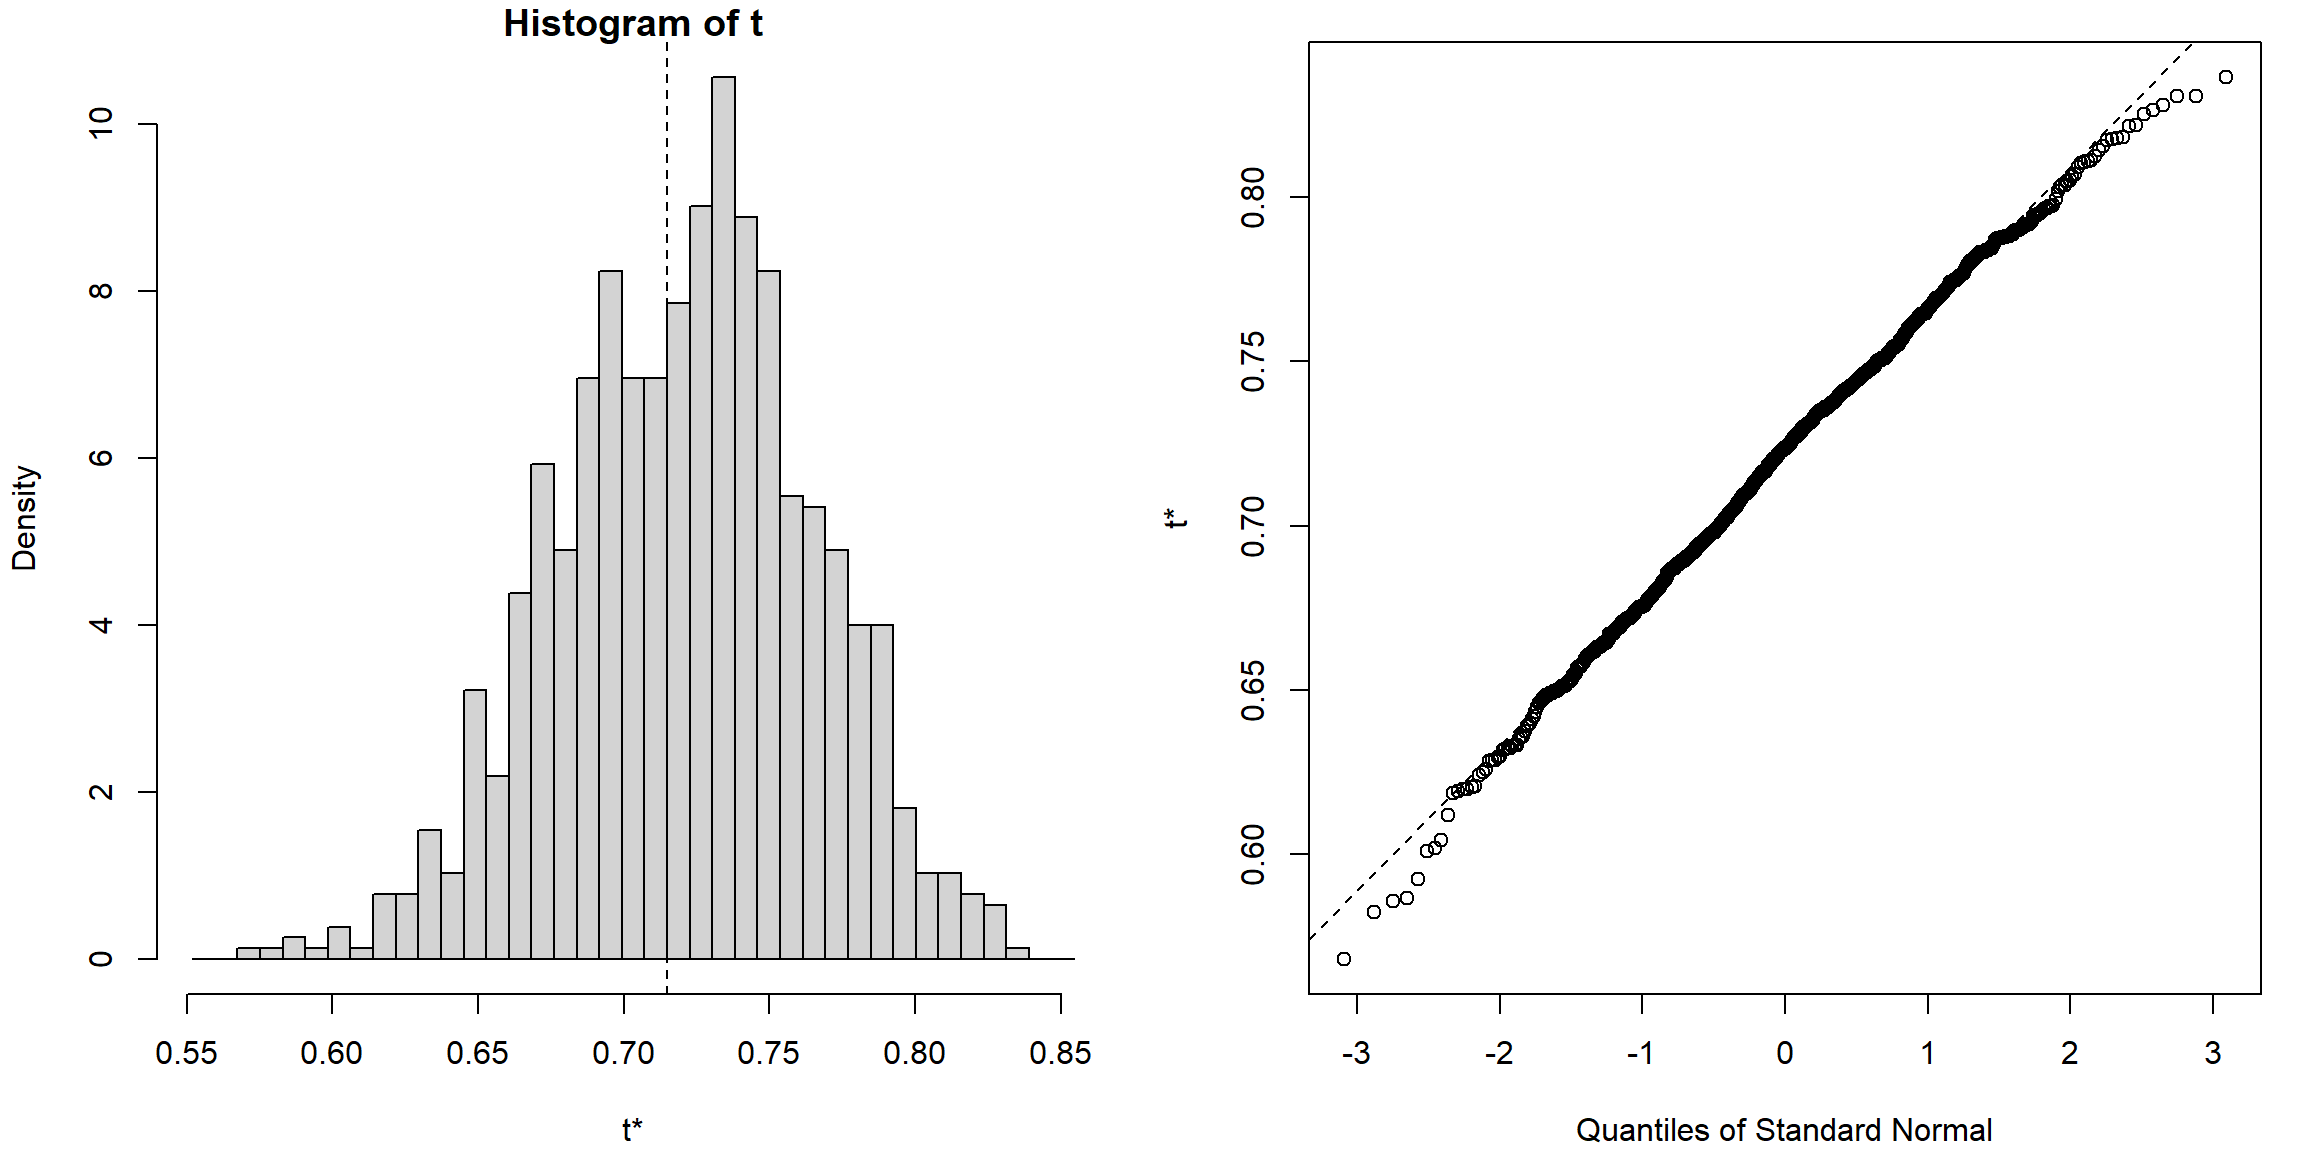 Histogram of t
Density
10
8
6
4
2
0
0.55 0.60 0.65 0.70 0.75 0.80 0.85
t*
t*
0.80
0.75
0.70
0.65
0.60
-3 -2 -1 0 1 2 3
Quantiles of Standard Normal